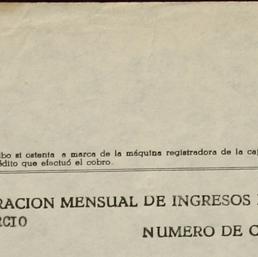 bo si ostenta a marca de la máquina registradora de la caj
édito que efectuó el cobro.
RACION MENSUAL DE INGRESOS
RCIO
NUMERO DE C